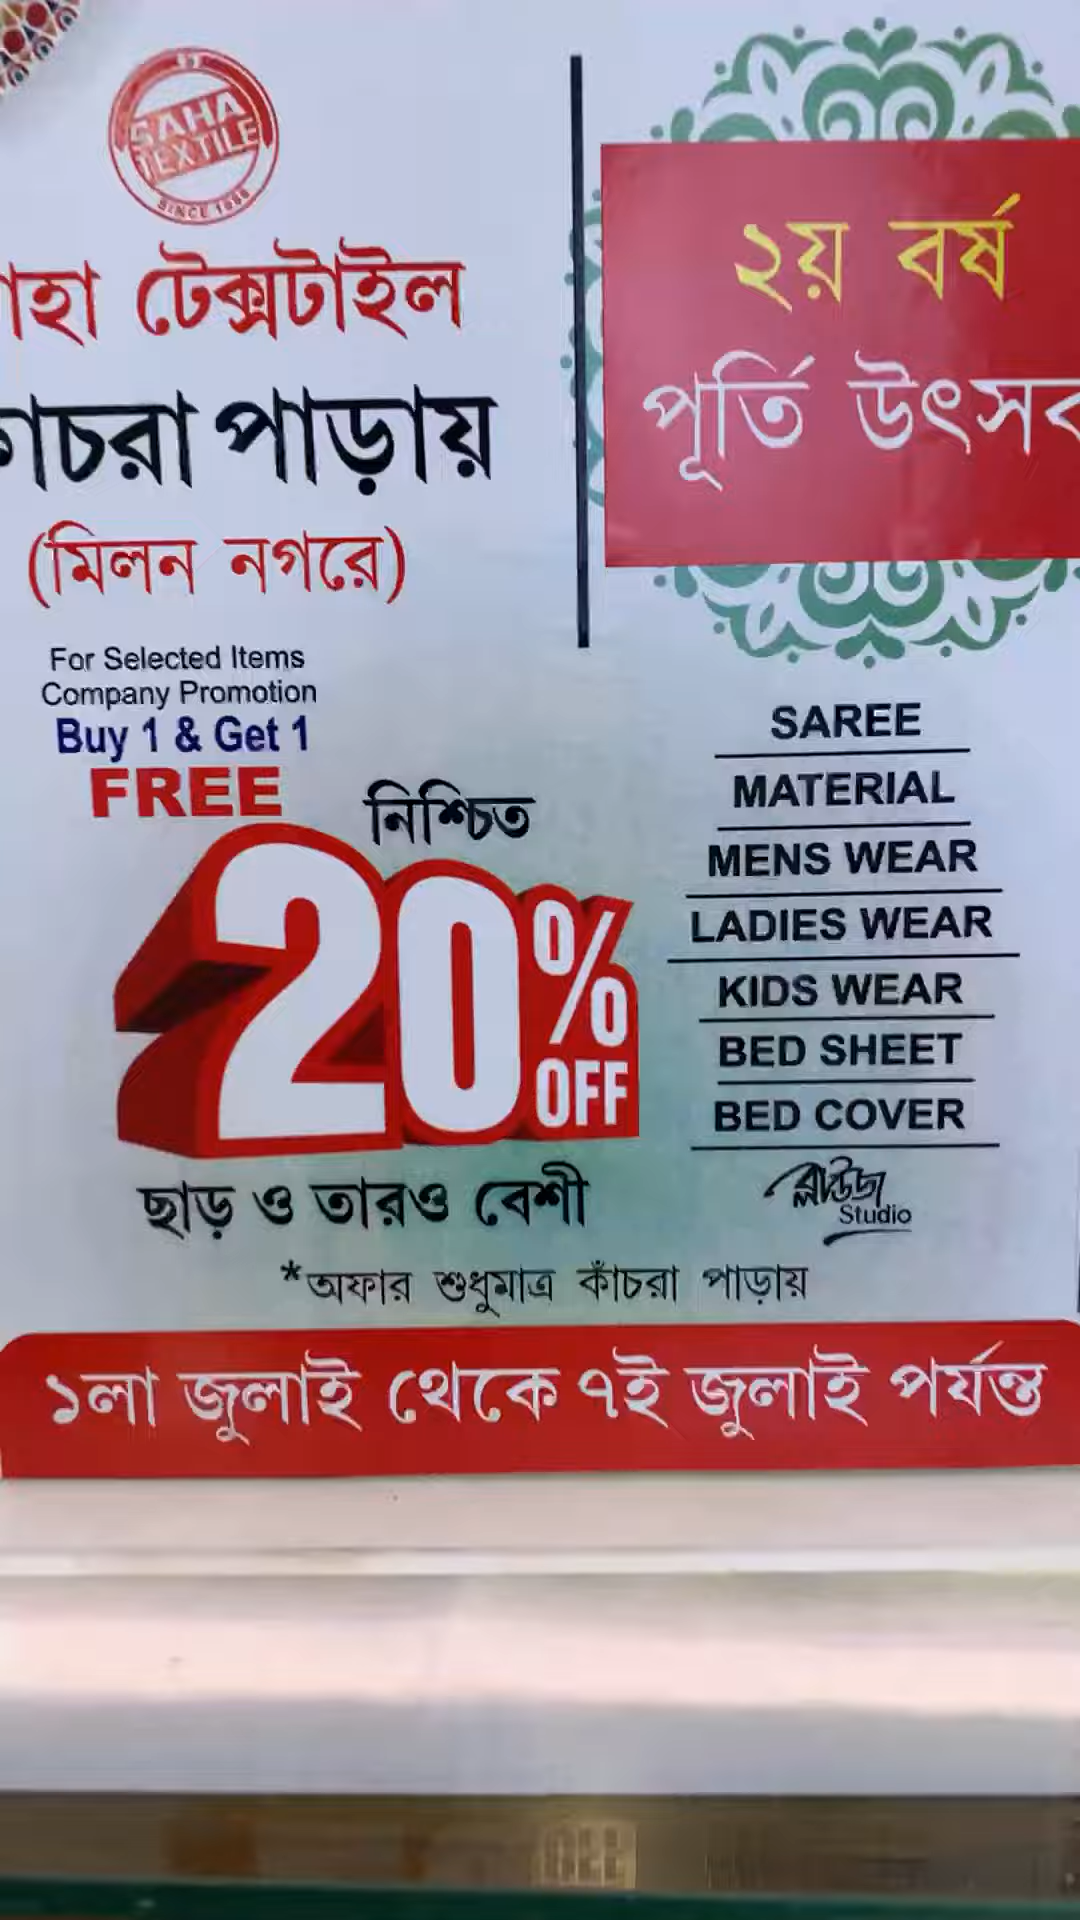 SAHA
TEXTILE
SINCE
াহা টেক্সটাইল
াচরা পাড়ায়
(মিলন নগরে)
২য় বর্ষ
পূর্তি উৎসব
For Selected Items
Company Promotion
Buy 1 & Get 1
FREE
নিশ্চিত
20%
OFF
ছাড় ও তারও বেশী
SAREE
MATERIAL
MENS WEAR
LADIES WEAR
KIDS WEAR
BED SHEET
BED COVER
ব্লাউজ
Studio
*অফার শুধুমাত্র কাঁচরা পাড়ায়
১লা জুলাই থেকে ৭ই জুলাই পর্যন্ত